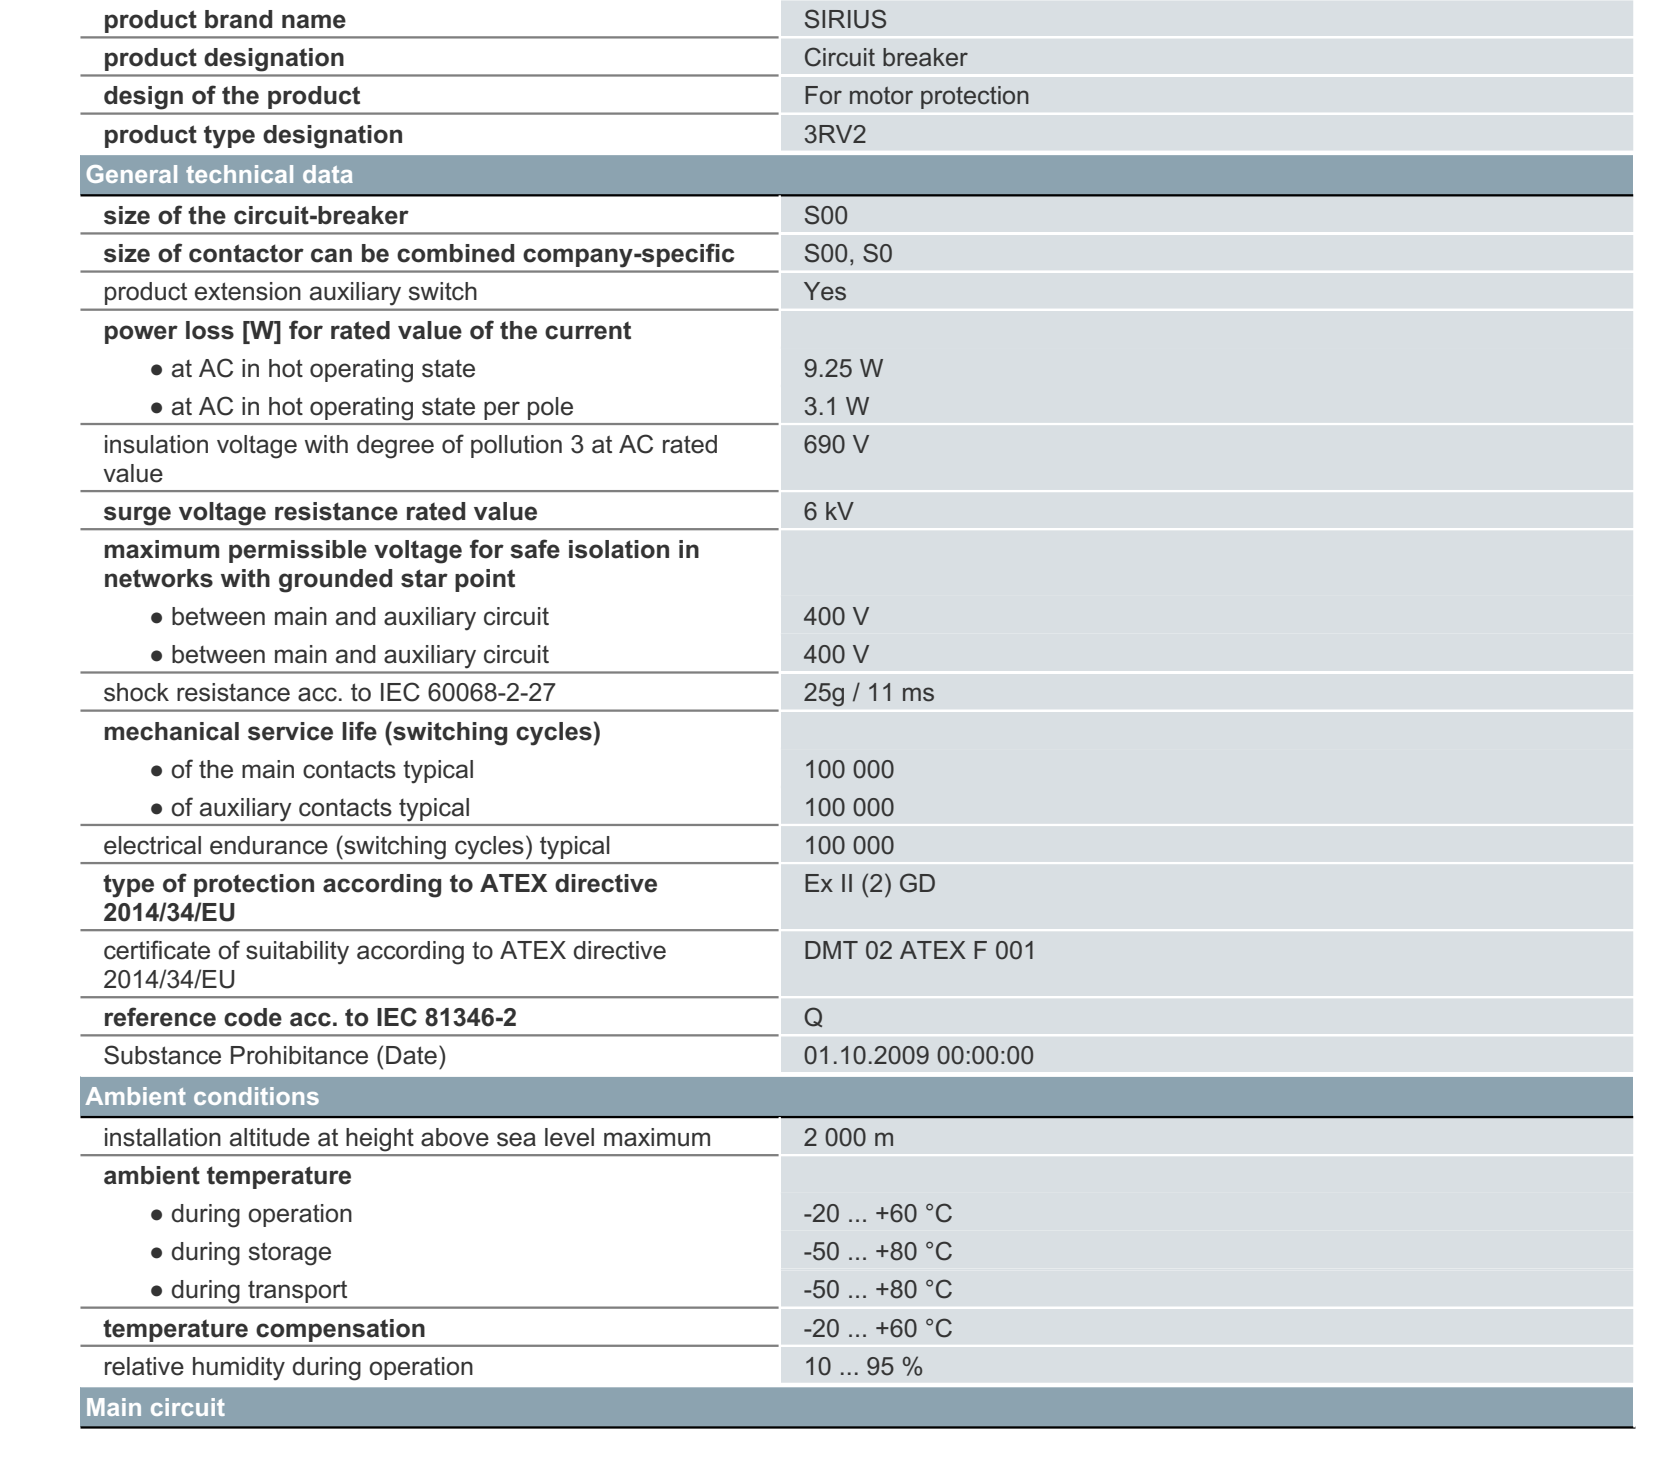 product brand name SIRIUS
product designation Circuit breaker
design of the product For motor protection
product type designation 3RV2
General technical data
size of the circuit-breaker S00
size of contactor can be combined company-specific S00, S0
product extension auxiliary switch Yes
power loss [W] for rated value of the current
● at AC in hot operating state 9.25 W
● at AC in hot operating state per pole 3.1 W
insulation voltage with degree of pollution 3 at AC rated 690 V
value
surge voltage resistance rated value 6 kV
maximum permissible voltage for safe isolation in
networks with grounded star point
● between main and auxiliary circuit 400 V
● between main and auxiliary circuit 400 V
shock resistance acc. to IEC 60068-2-27 25g / 11 ms
mechanical service life (switching cycles)
● of the main contacts typical 100 000
● of auxiliary contacts typical 100 000
electrical endurance (switching cycles) typical 100 000
type of protection according to ATEX directive Ex II (2) GD
2014/34/EU
certificate of suitability according to ATEX directive DMT 02 ATEX F 001
2014/34/EU
reference code acc. to IEC 81346-2 Q
Substance Prohibitance (Date) 01.10.2009 00:00:00
Ambient conditions
installation altitude at height above sea level maximum 2 000 m
ambient temperature
● during operation -20 ... +60 °C
● during storage -50 ... +80 °C
● during transport -50 ... +80 °C
temperature compensation -20 ... +60 °C
relative humidity during operation 10 ... 95 %
Main circuit